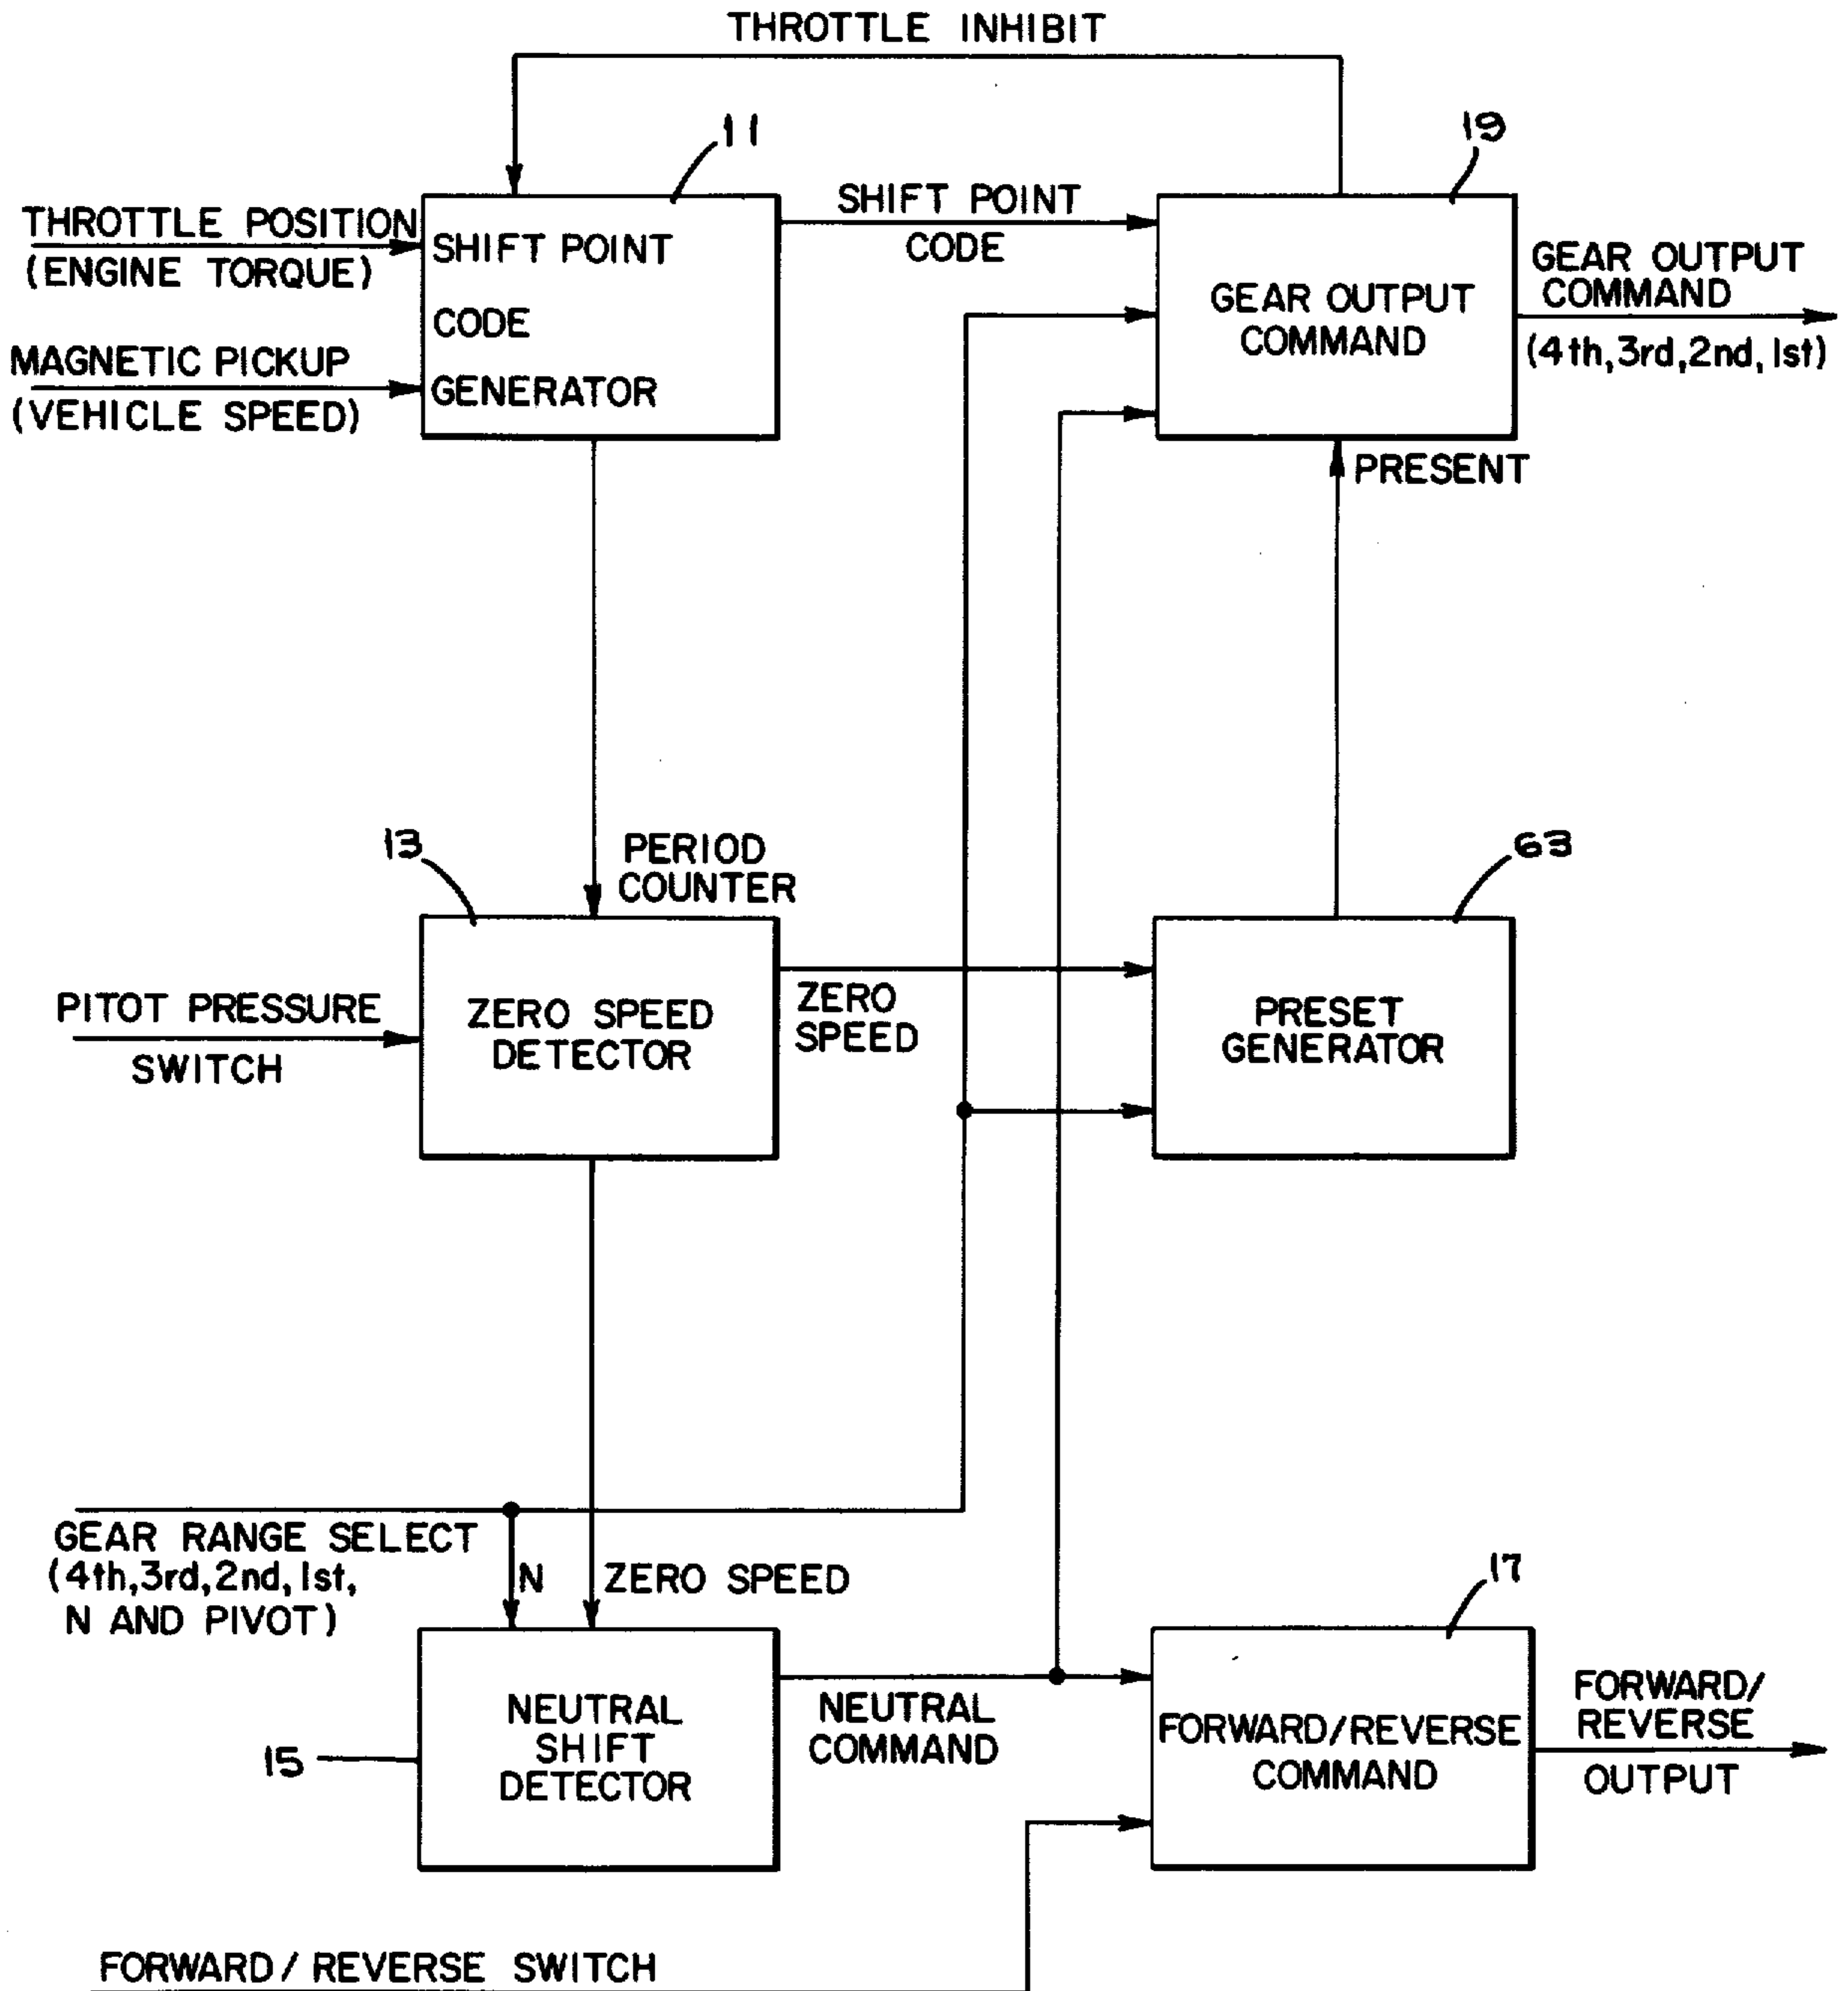 THROTTLE INHIBIT
11
19
THROTTLE POSITION
(ENGINE TORQUE)
MAGNETIC PICKUP
(VEHICLE SPEED)
SHIFT POINT
CODE
GENERATOR
SHIFT POINT
CODE
GEAR OUTPUT
COMMAND
GEAR OUTPUT
COMMAND
(4th,3rd,2nd,1st)
PRESENT
13
PERIOD
COUNTER
63
PITOT PRESSURE
SWITCH
ZERO SPEED
DETECTOR
ZERO
SPEED
PRESET
GENERATOR
GEAR RANGE SELECT
(4th,3rd,2nd,1st,
N AND PIVOT)
N
ZERO SPEED
17
15
NEUTRAL
SHIFT
DETECTOR
NEUTRAL
COMMAND
FORWARD/REVERSE
COMMAND
FORWARD/
REVERSE
OUTPUT
FORWARD/ REVERSE SWITCH